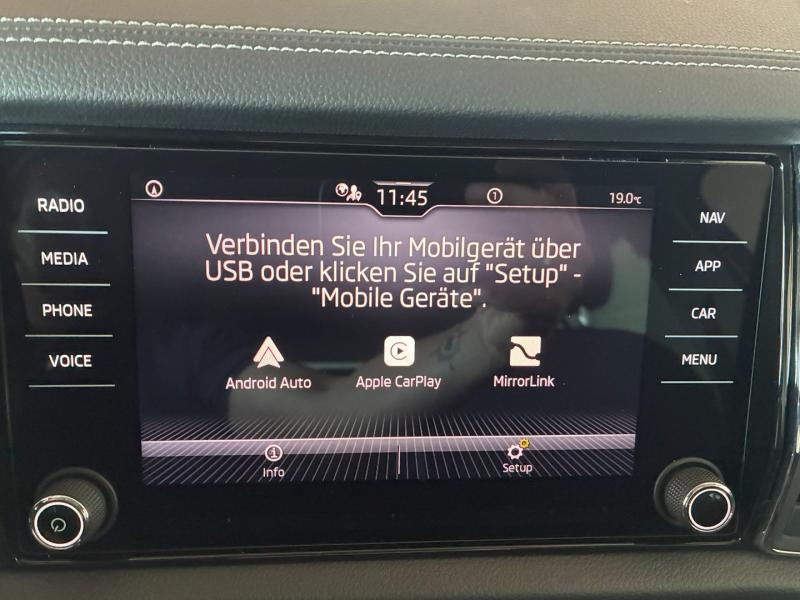 RADIO
MEDIA
PHONE
VOICE
11:45
1
19.0°C
Verbinden Sie Ihr Mobilgerät über
USB oder klicken Sie auf "Setup" -
"Mobile Geräte".
Android Auto
Apple CarPlay
MirrorLink
Info
Setup
NAV
APP
CAR
MENU